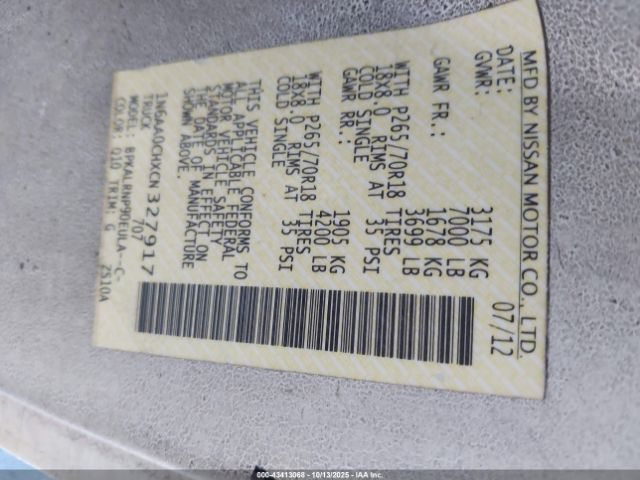 MFD BY NISSAN MOTOR CO., LTD.
DATE: 07/12
GVWR: 3175 KG
7000 LB
GAWR FR.: 1678 KG
3699 LB
WITH P265/70R18 TIRES
18X8.0 RIMS AT 35 PSI
COLD SINGLE
GAWR RR.: 1905 KG
4200 LB
WITH P265/70R18 TIRES
18X8.0 RIMS AT 35 PSI
COLD SINGLE
THIS VEHICLE CONFORMS TO
ALL APPLICABLE FEDERAL
MOTOR VEHICLE SAFETY
STANDARDS IN EFFECT ON
THE DATE OF MANUFACTURE
SHOWN ABOVE.
1N6AA0CHXCN327917
TRUCK 707
MODEL: BPKALRNP90EULA--C-
COLOR: Q10 TRIM: G ZS10A
000-43413068 - 10/13/2025 - IAA Inc.